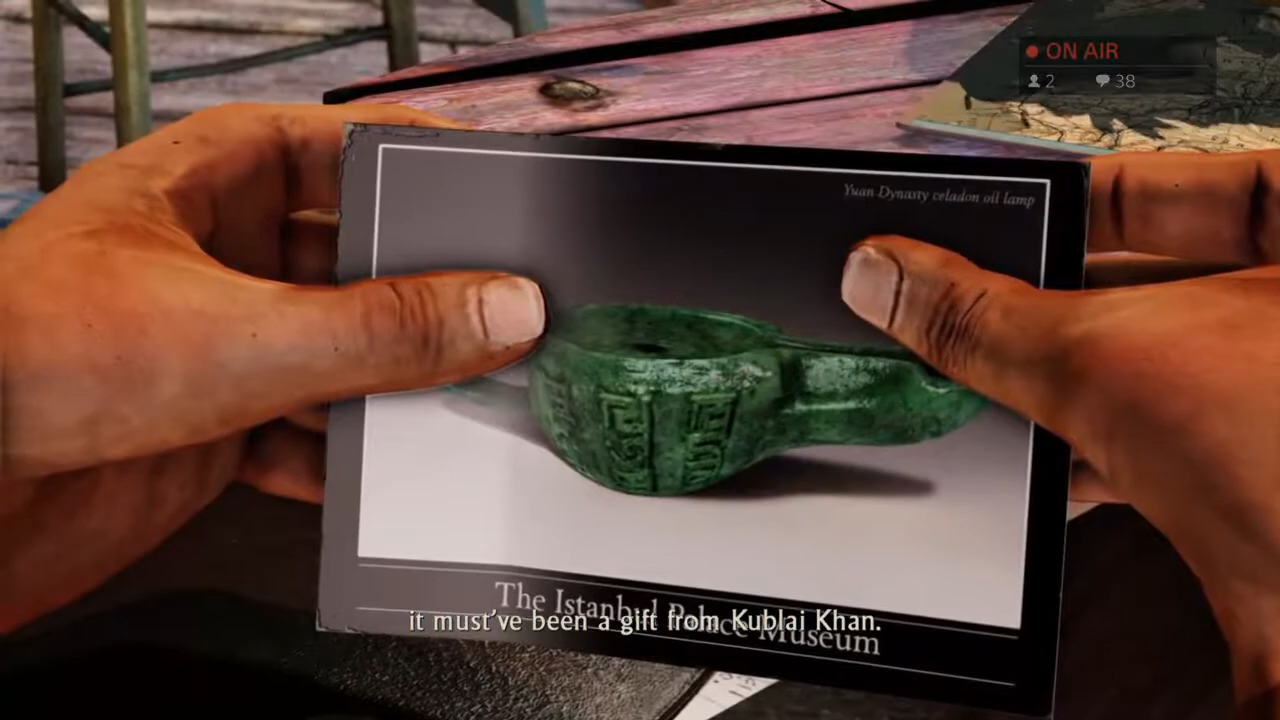 ON AIR
2 38
Yuan Dynasty celadon oil lamp
The Istanbul Palace Museum
it must've been a gift from Kublai Khan.